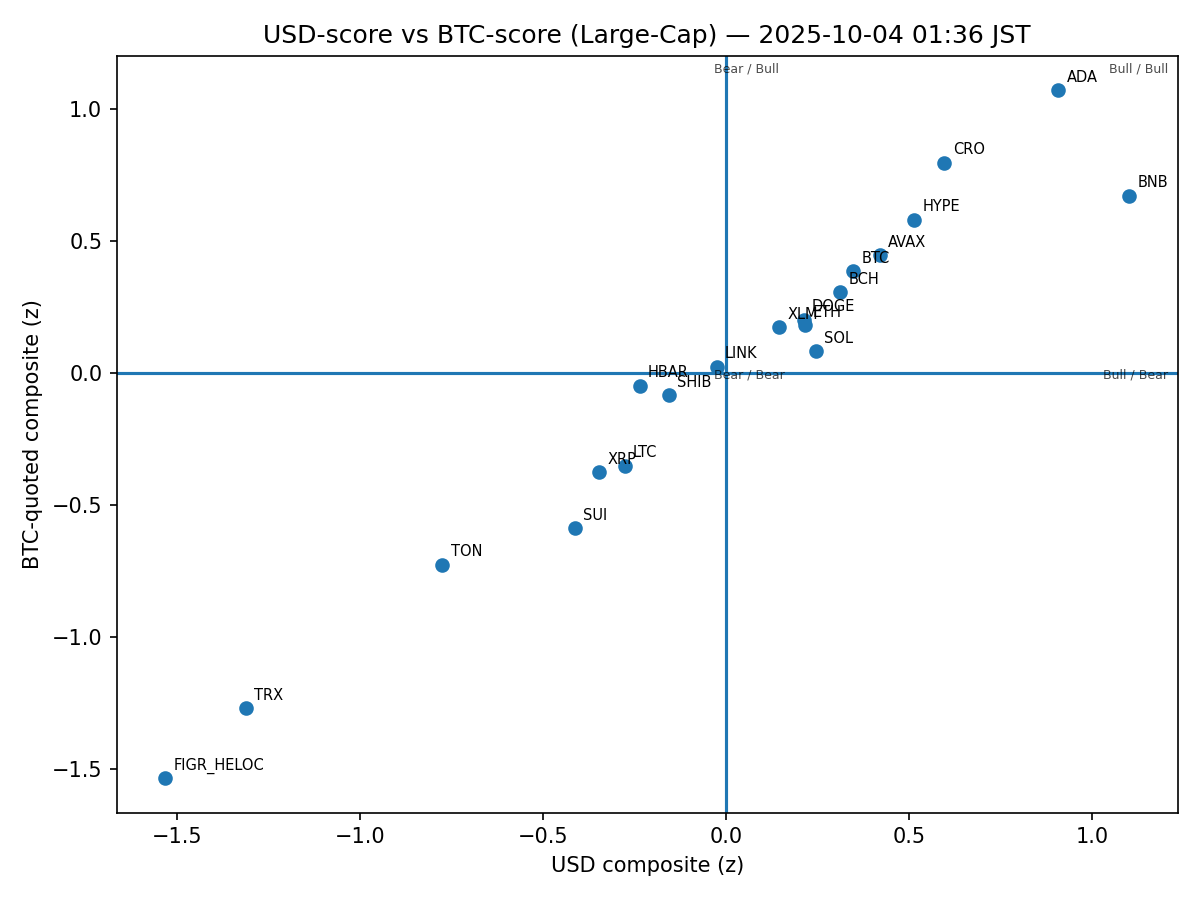 USD-score vs BTC-score (Large-Cap) — 2025-10-04 01:36 JST
Bear / Bull
Bull / Bull
ADA
CRO
BNB
HYPE
AVAX
BTC
BCH
DOGE
XLM
ETH
SOL
LINK
HBAR
SHIB
Bear / Bear
Bull / Bear
LTC
XRP
SUI
TON
TRX
FIGR_HELOC
1.0
0.5
0.0
−0.5
−1.0
−1.5
BTC-quoted composite (z)
−1.5
−1.0
−0.5
0.0
0.5
1.0
USD composite (z)